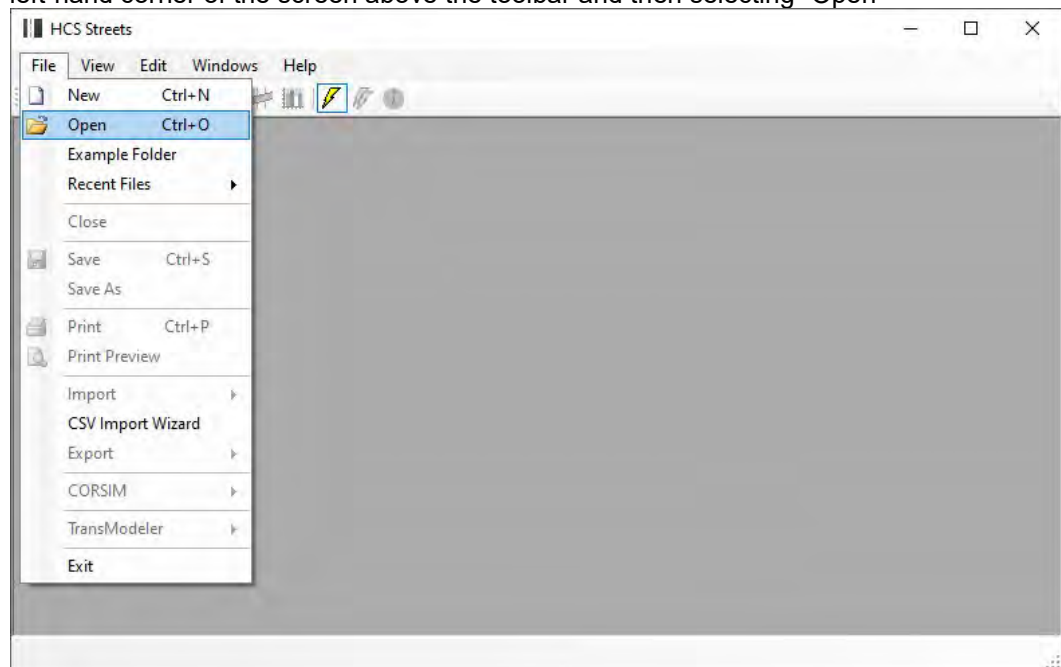 left-hand corner of the screen above the toolbar and then selecting "Open"
HCS Streets
File View Edit Windows Help
New Ctrl+N
Open Ctrl+O
Example Folder
Recent Files
Close
Save Ctrl+S
Save As
Print Ctrl+P
Print Preview
Import
CSV Import Wizard
Export
CORSIM
TransModeler
Exit